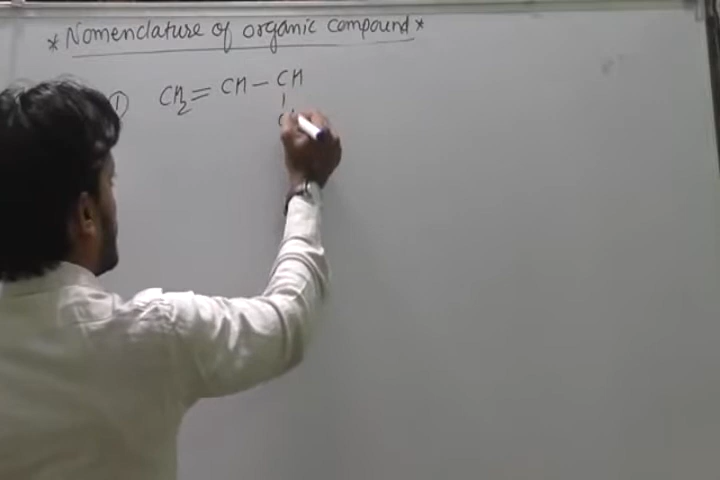 * Nomenclature of organic compound *
① CH₂ = CH – CH
|
C